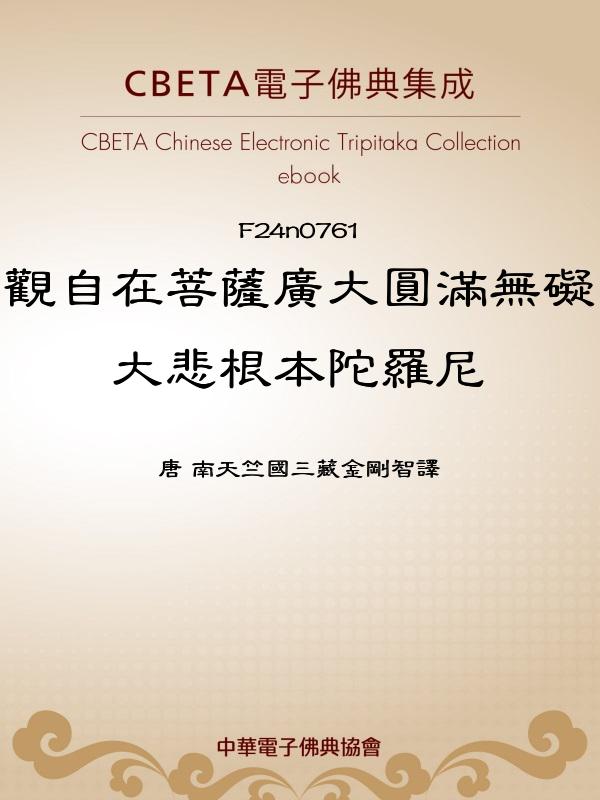 CBETA電子佛典集成
CBETA Chinese Electronic Tripitaka Collection
ebook
F24n0761
觀自在菩薩廣大圓滿無礙
大悲根本陀羅尼
唐 南天竺國三藏金剛智譯
中華電子佛典協會